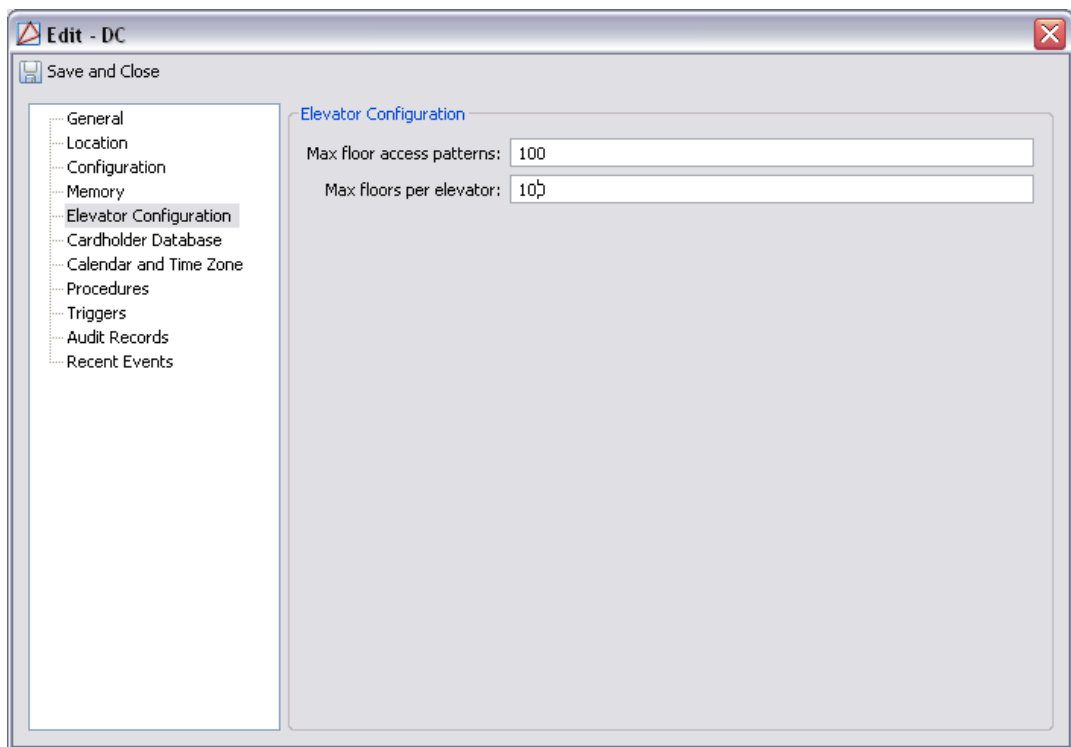 Edit - DC
Save and Close
General
Location
Configuration
Memory
Elevator Configuration
Cardholder Database
Calendar and Time Zone
Procedures
Triggers
Audit Records
Recent Events
Elevator Configuration
Max floor access patterns: 100
Max floors per elevator: